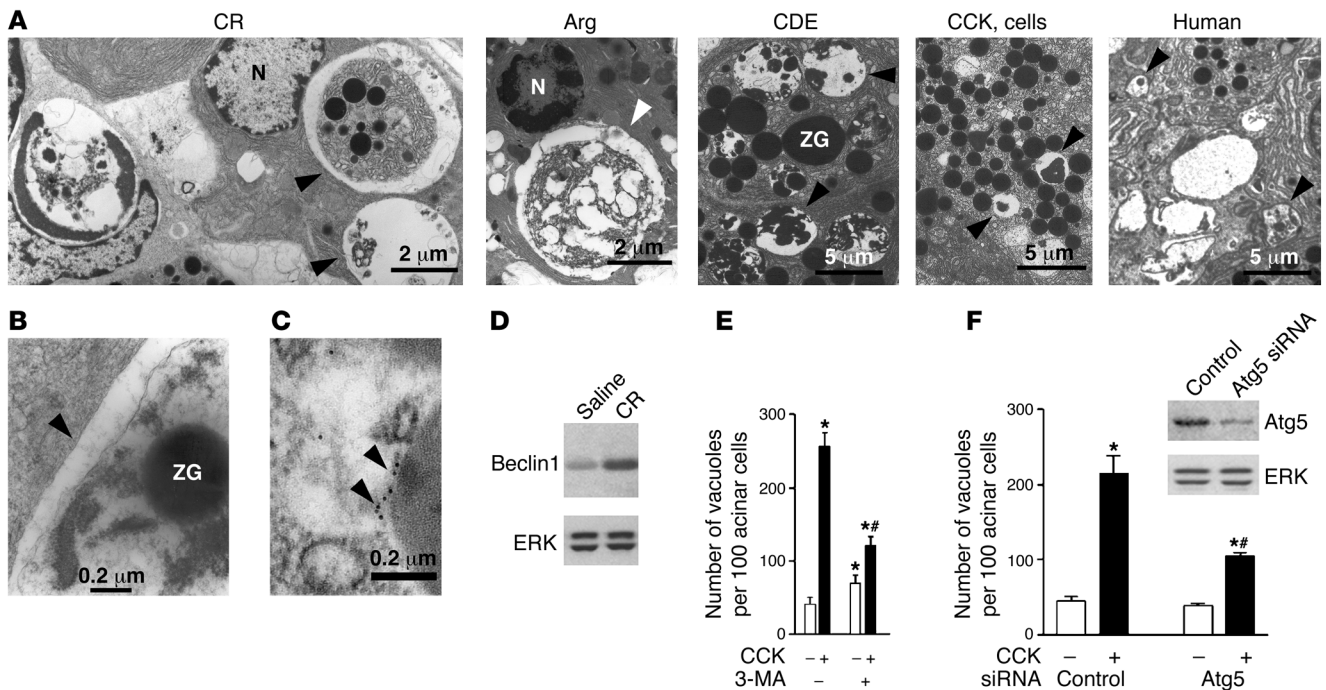 A
CR
Arg
CDE
CCK, cells
Human
N
2 μm
N
2 μm
ZG
5 μm
5 μm
5 μm
B
C
D
E
F
ZG
0.2 μm
0.2 μm
Saline
CR
Beclin1
ERK
Number of vacuoles
per 100 acinar cells
300
200
100
0
*
*
*#
CCK – + – +
3-MA – +
Number of vacuoles
per 100 acinar cells
300
200
100
0
*
*#
Control
Atg5 siRNA
Atg5
ERK
CCK – + – +
siRNA Control Atg5